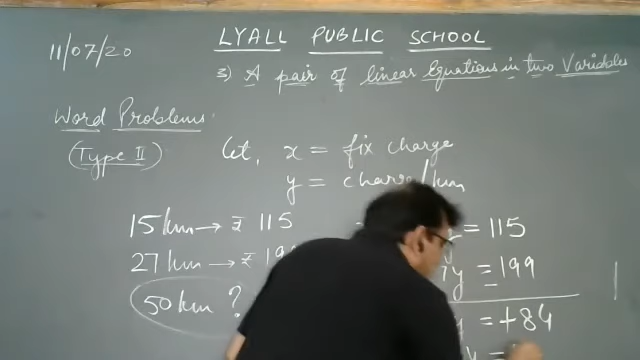 11/07/20
LYALL PUBLIC SCHOOL
3) A pair of linear Equations in two Variables
Word Problems.
(Type II)
Let, x = fix charge
y = charge/km
15 km → ₹ 115
= 115
27 km → ₹
y = 199
50 km ?
= +84